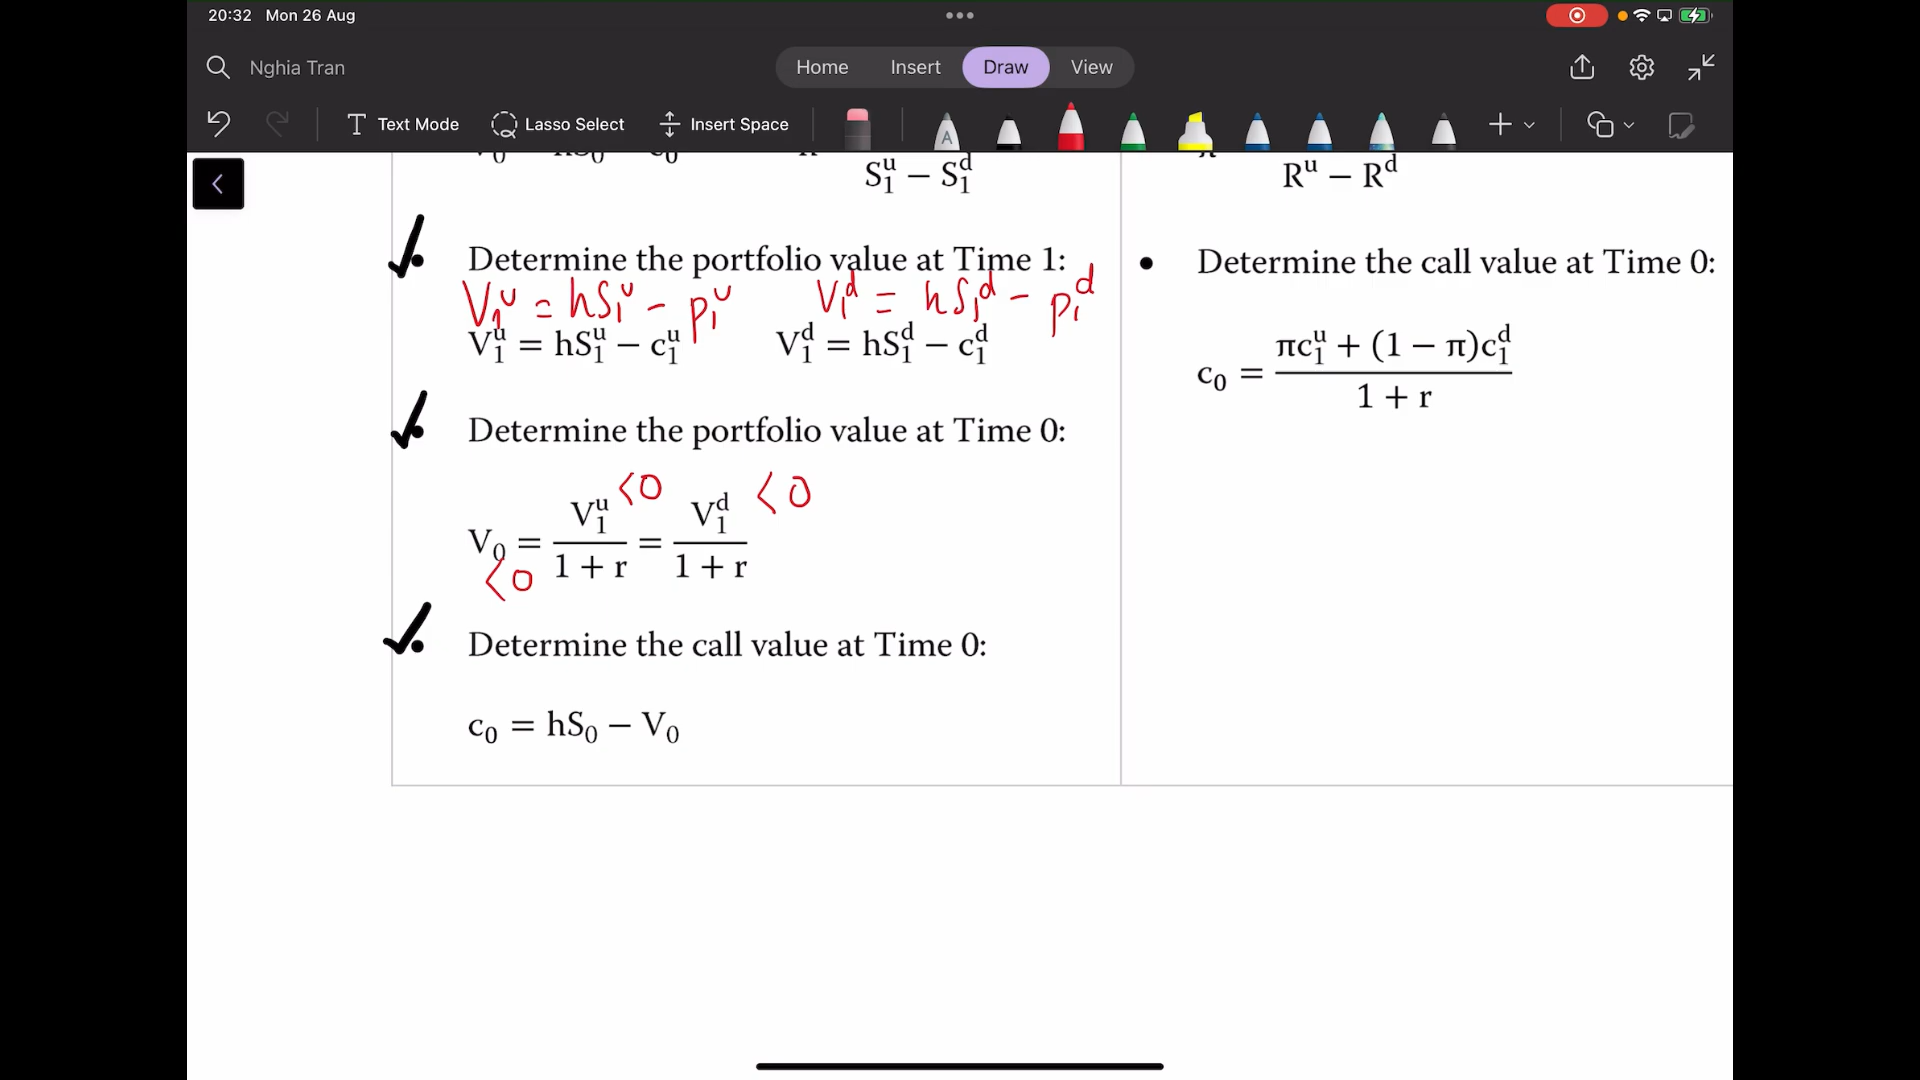 20:32 Mon 26 Aug
Nghia Tran
Home Insert Draw View
Text Mode Lasso Select Insert Space
A
S₁ᵘ − S₁ᵈ
Rᵘ − Rᵈ
• Determine the portfolio value at Time 1:
V₁ᵘ = hS₁ᵘ − p₁ᵘ V₁ᵈ = hS₁ᵈ − p₁ᵈ
V₁ᵘ = hS₁ᵘ − c₁ᵘ V₁ᵈ = hS₁ᵈ − c₁ᵈ
• Determine the portfolio value at Time 0:
<0 <0
V₀ = V₁ᵘ / 1 + r = V₁ᵈ / 1 + r
<0
• Determine the call value at Time 0:
c₀ = hS₀ − V₀
• Determine the call value at Time 0:
c₀ = πc₁ᵘ + (1 − π)c₁ᵈ / 1 + r